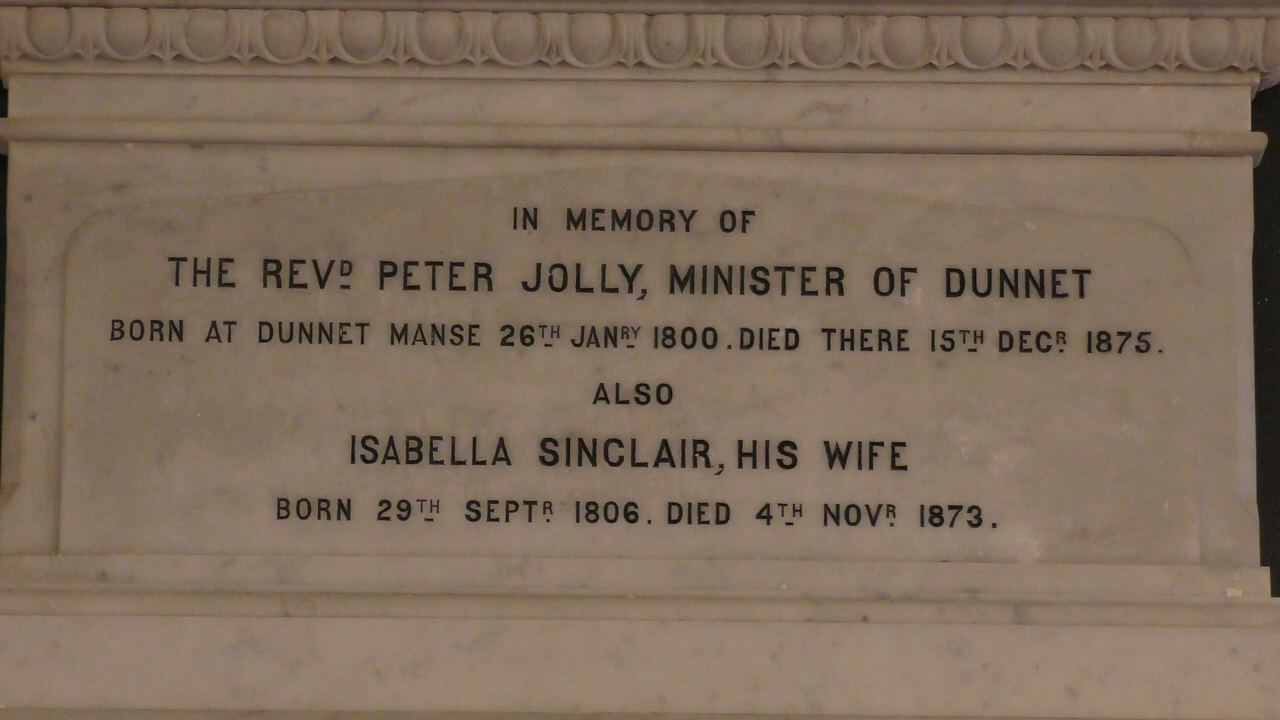 IN MEMORY OF
THE REVD PETER JOLLY, MINISTER OF DUNNET
BORN AT DUNNET MANSE 26TH JANRY 1800. DIED THERE 15TH DECR 1875.
ALSO
ISABELLA SINCLAIR, HIS WIFE
BORN 29TH SEPTR 1806. DIED 4TH NOVR 1873.